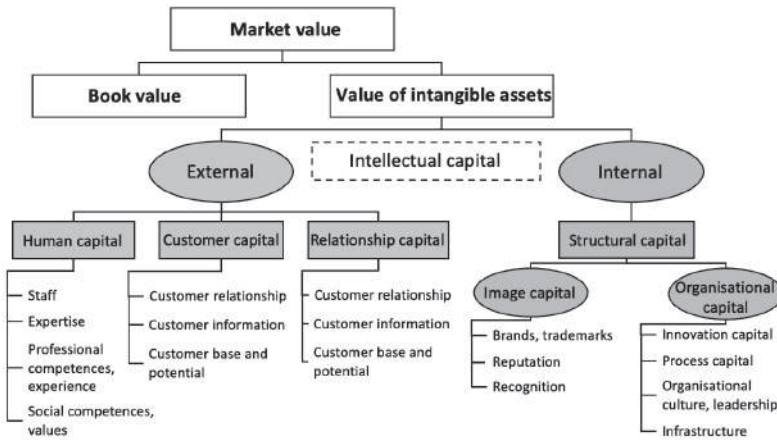 Market value
Book value
Value of intangible assets
External
Intellectual capital
Internal
Human capital
Customer capital
Relationship capital
Structural capital
Staff
Expertise
Professional
competences,
experience
Social competences,
values
Customer relationship
Customer information
Customer base and
potential
Customer relationship
Customer information
Customer base and
potential
Image capital
Brands, trademarks
Reputation
Recognition
Organisational
capital
Innovation capital
Process capital
Organisational
culture, leadership
Infrastructure